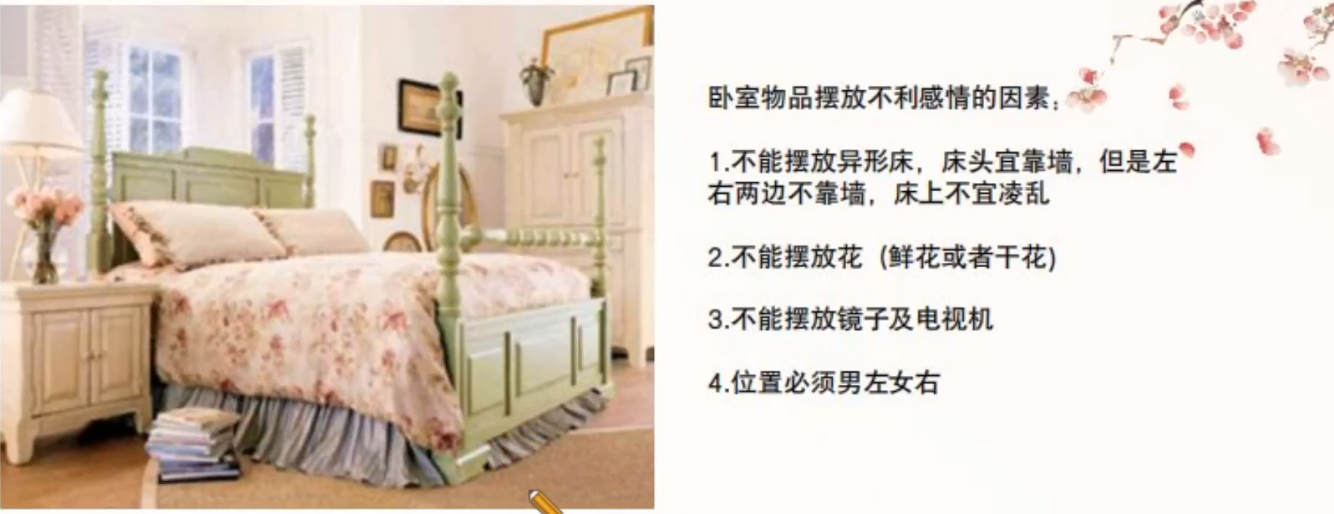 卧室物品摆放不利感情的因素:
1.不能摆放异形床，床头宜靠墙，但是左
右两边不靠墙，床上不宜凌乱
2.不能摆放花（鲜花或者干花)
3.不能摆放镜子及电视机
4.位置必须男左女右